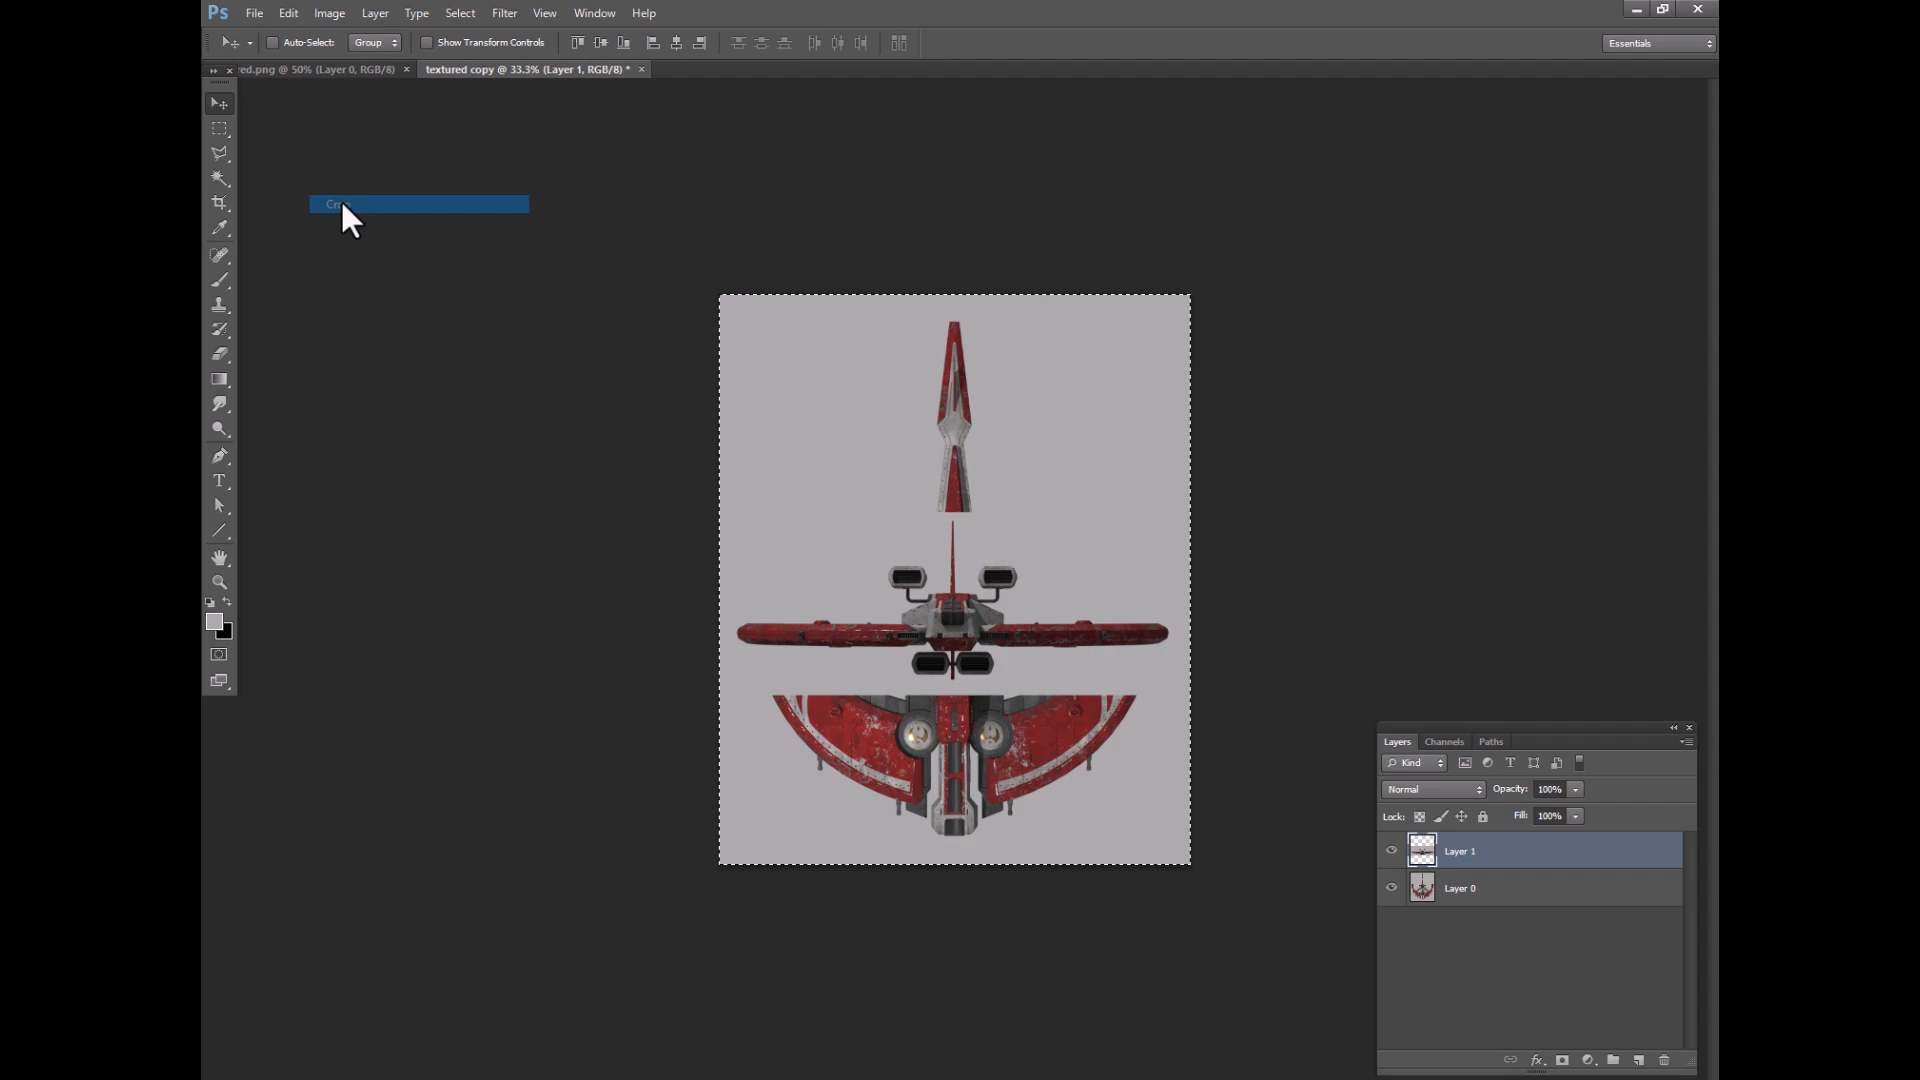 Ps File Edit Image Layer Type Select Filter View Window Help
Auto-Select: Group Show Transform Controls Essentials
red.png @ 50% (Layer 0, RGB/8) × textured copy @ 33.3% (Layer 1, RGB/8) * ×
T
Layers Channels Paths
Kind T
Normal Opacity: 100%
Lock: Fill: 100%
Layer 1
Layer 0
fx